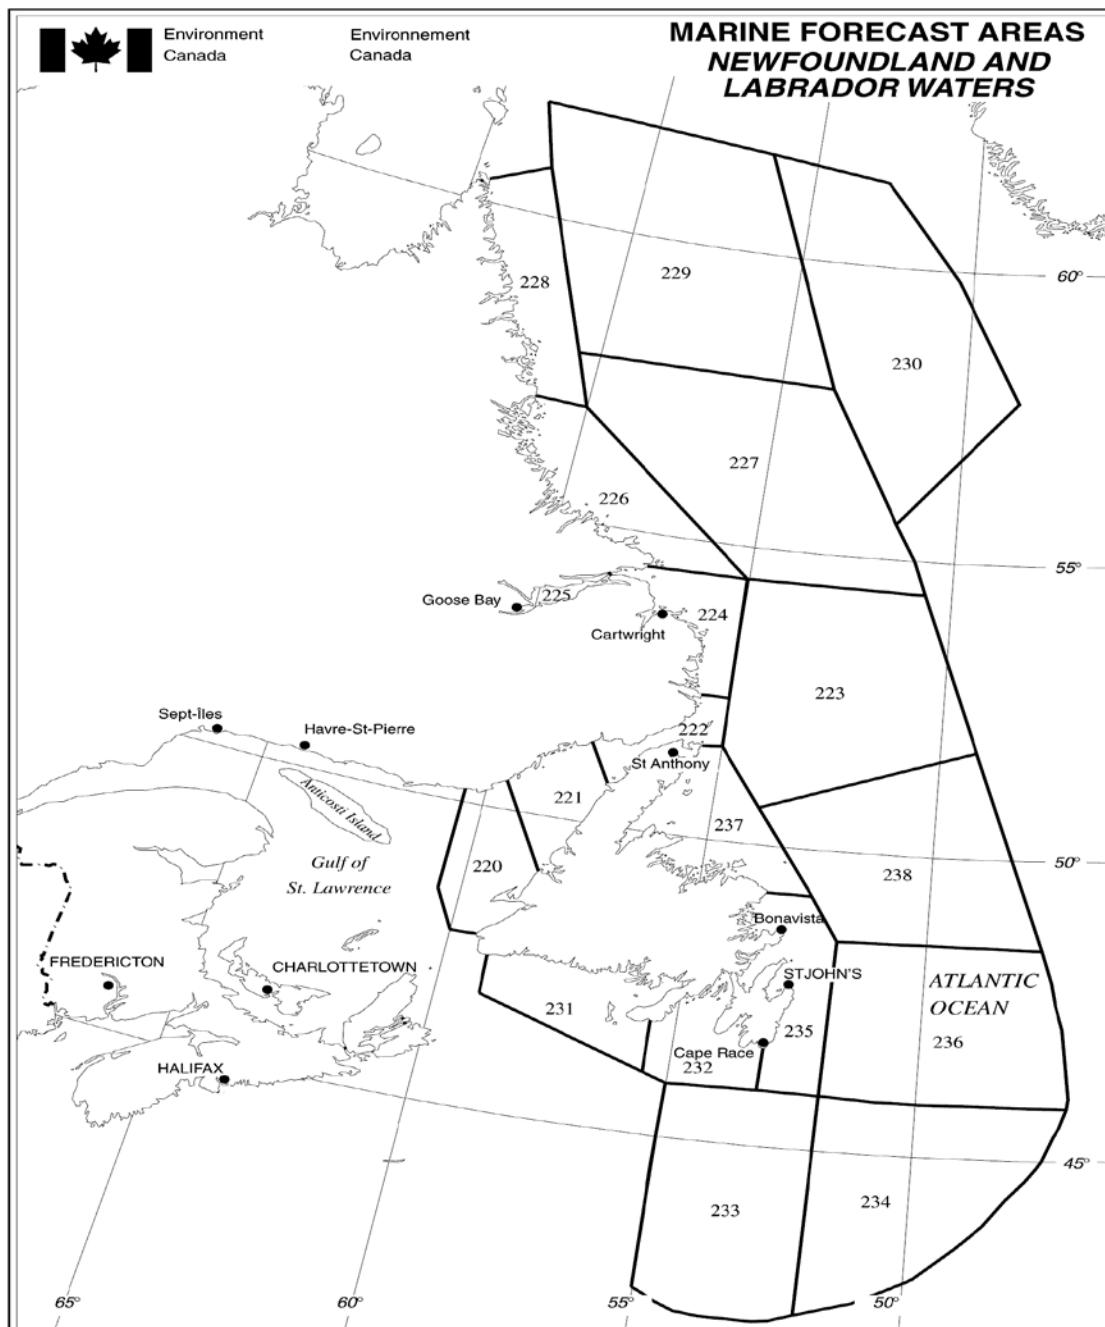 Environment
Canada
Environnement
Canada
MARINE FORECAST AREAS
NEWFOUNDLAND AND
LABRADOR WATERS
60°
228
229
230
227
226
55°
225
Goose Bay
224
Cartwright
223
Sept-Îles
Havre-St-Pierre
222
St Anthony
Anticosti Island
221
237
50°
Gulf of
St. Lawrence
220
238
Bonavista
FREDERICTON
CHARLOTTETOWN
STJOHN'S
ATLANTIC
OCEAN
231
235
236
Cape Race
232
HALIFAX
45°
233
234
65°
60°
55°
50°